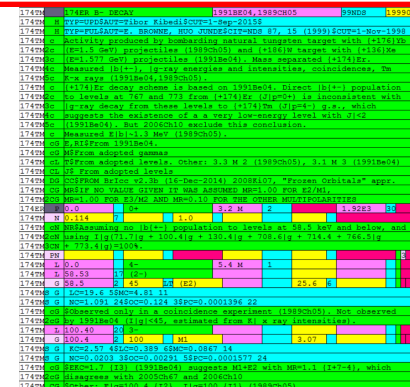 174TM 174ER B- DECAY 1991BE04,1989CH05 99NDS 19990
174TM H TYP=UPD$AUT=Tibor Kibedi$CUT=1-Sep-2015$
174TM H TYP=FUL$AUT=E. BROWNE, HUO JUNDE$CIT=NDS 87, 15 (1999)$CUT=1-Nov-1998
174TM c Activity produced by bombarding natural tungsten target with {+176}Yb
174TM2c (E=1.5 GeV) projectiles (1989Ch05) and {+186}W target with {+136}Xe
174TM3c (E=1.577 GeV) projectiles (1991Be04). Mass separated {+174}Er.
174TM c Measured |b{+-}, |g-ray energies and intensities, coincidences, Tm
174TM2c K-x rays (1991Be04,1989Ch05).
174TM c {+174}Er decay scheme is based on 1991Be04. Direct |b{+-} population
174TM2c to levels at 767 and 773 from {+174}Er (J|p=0+) is inconsistent with
174TM3c |g-ray decay from these levels to {+174}Tm (J|p=4-) g.s., which
174TM4c suggests the existence of a a very low-energy level with J|<2
174TM5c (1991Be04). But 2006Ch10 exclude this conclusion.
174TM c Measured E|b|-1.3 MeV (1989Ch05).
174TM cG E,RI$From 1991Be04.
174TM cG M$From adopted gammas
174TM cL T$From adopted levels. Other: 3.3 M 2 (1989Ch05), 3.1 M 3 (1991Be04)
174TM CL J$ From adopted levels
174TM CG CC$FROM BrIcc v2.3b (16-Dec-2014) 2008Ki07, "Frozen Orbitals" appr.
174TM CG MR$IF NO VALUE GIVEN IT WAS ASSUMED MR=1.00 FOR E2/M1,
174TM2CG MR=1.00 FOR E3/M2 AND MR=0.10 FOR THE OTHER MULTIPOLARITIES
174ER P 0.0 0+ 3.2 M 2 1.92E3 30
174TM N 0.114 7 1.0
174TM cN NR$Assuming no |b{+-} population to levels at 58.5 keV and below, and
174TM2cN using I|g(71.7|g + 100.4|g + 130.4|g + 708.6|g + 714.4 + 766.5|g
174TM3CN + 773.4|g)=100%.
174TM PN 3
174TM L 0.0 4- 5.4 M 1
174TM L 58.53 17 (2-)
174TM G 58.5 2 45 LT (E2) 25.6 6
174TMS G LC=19.6 5$MC=4.81 11
174TMS G NC=1.091 24$OC=0.124 3$PC=0.0001396 22
174TM cG $Observed only in a coincidence experiment (1989Ch05). Not observed
174TM2cG by 1991Be04 (I|g|<45, estimated from K| x ray intensities).
174TM L 100.40 20 3-
174TM G 100.4 2 100 M1 3.07
174TMS G KC=2.57 4$LC=0.389 6$MC=0.0867 14
174TMS G NC=0.0203 3$OC=0.00291 5$PC=0.0001577 24
174TM cG $EKC=1.7 {I3} (1991Be04) suggests M1+E2 with MR=1.1 {I+7-4}, which
174TM2cG disagree with 2005Ch67 and 2006Ch10